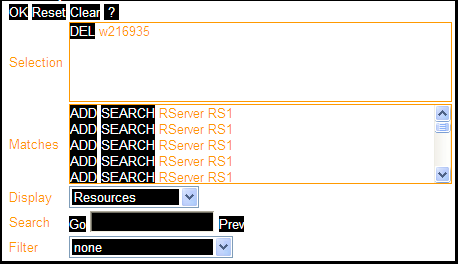 OK Reset Clear ?
Selection DEL w216935
Matches
ADD SEARCH RServer RS1
ADD SEARCH RServer RS1
ADD SEARCH RServer RS1
ADD SEARCH RServer RS1
ADD SEARCH RServer RS1
Display Resources
Search Go Prev
Filter none